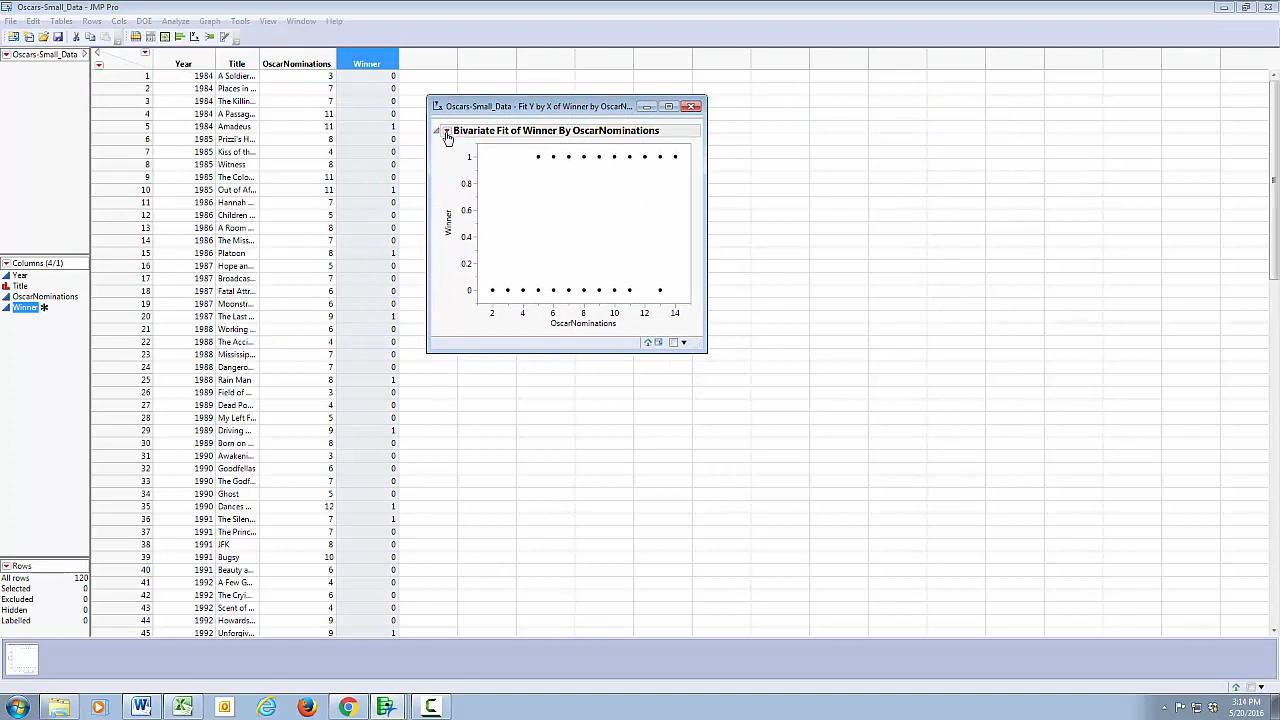 Oscars-Small_Data - JMP Pro
File Edit Tables Rows Cols DOE Analyze Graph Tools View Window Help
Oscars-Small_Data
Year Title OscarNominations Winner
1 1984 A Soldier... 3 0
2 1984 Places in ... 7 0
3 1984 The Killin... 7 0
4 1984 A Passag... 11 0
5 1984 Amadeus 11 1
6 1985 Prizzi's H... 8 0
7 1985 Kiss of th... 4 0
8 1985 Witness 8 0
9 1985 The Colo... 11 0
10 1985 Out of Af... 11 1
11 1986 Hannah ... 7 0
12 1986 Children ... 5 0
13 1986 A Room ... 8 0
14 1986 The Miss... 7 0
15 1986 Platoon 8 1
16 1987 Hope an... 5 0
17 1987 Broadcas... 7 0
18 1987 Fatal Attr... 6 0
19 1987 Moonstr... 6 0
20 1987 The Last ... 9 1
21 1988 Working ... 6 0
22 1988 The Acci... 4 0
23 1988 Mississip... 7 0
24 1988 Dangero... 7 0
25 1988 Rain Man 8 1
26 1989 Field of ... 3 0
27 1989 Dead Po... 4 0
28 1989 My Left F... 5 0
29 1989 Driving ... 9 1
30 1989 Born on ... 8 0
31 1990 Awakeni... 3 0
32 1990 Goodfellas 6 0
33 1990 The Godf... 7 0
34 1990 Ghost 5 0
35 1990 Dances ... 12 1
36 1991 The Silen... 7 1
37 1991 The Princ... 7 0
38 1991 JFK 8 0
39 1991 Bugsy 10 0
40 1991 Beauty a... 6 0
41 1992 A Few G... 4 0
42 1992 The Cryi... 6 0
43 1992 Scent of ... 4 0
44 1992 Howards... 9 0
45 1992 Unforgiv... 9 1
Columns (4/1)
Year
Title
OscarNominations
Winner
Rows
All rows 120
Selected 0
Excluded 0
Hidden 0
Labelled 0
Oscars-Small_Data - Fit Y by X of Winner by OscarN...
Bivariate Fit of Winner By OscarNominations
1
0.8
0.6
0.4
0.2
0
Winner
2 4 6 8 10 12 14
OscarNominations
3:14 PM
5/20/2016